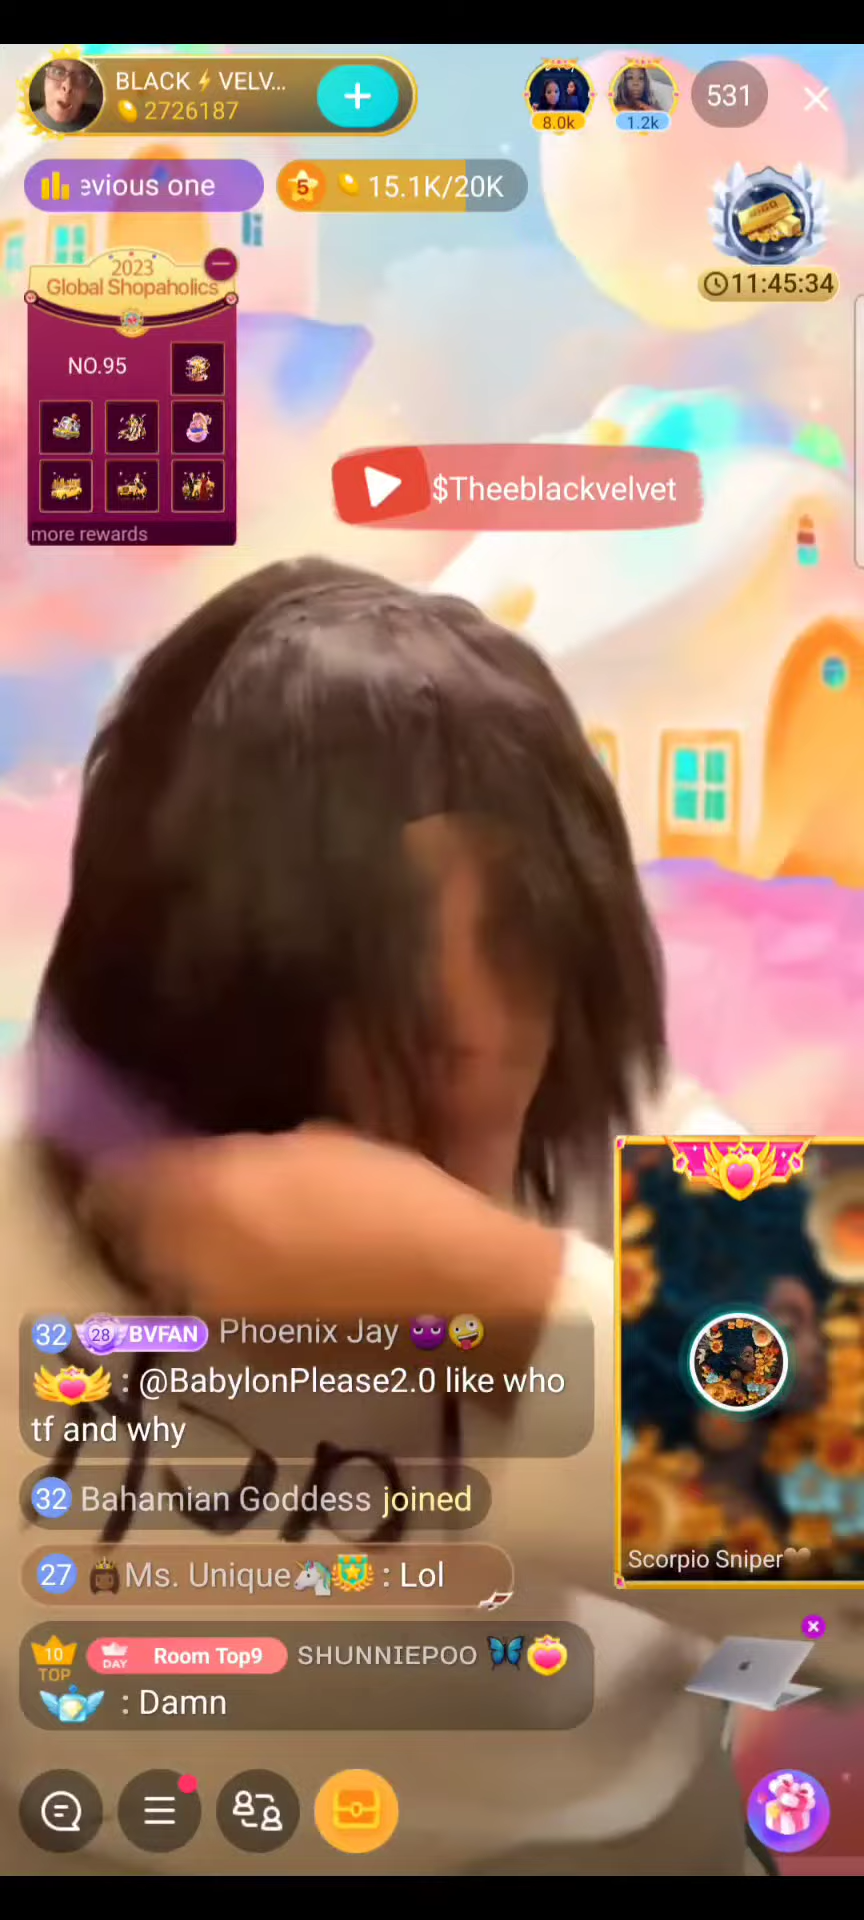 BLACK⚡VELV...
2726187
8.0k
1.2k
531
evious one
5
15.1K/20K
11:45:34
2023
Global Shopaholics
NO.95
more rewards
$Theeblackvelvet
32 28 BVFAN Phoenix Jay 😈🤪
: @BabylonPlease2.0 like who
tf and why
32 Bahamian Goddess joined
27 👸🏾Ms. Unique🦄 : Lol
10 TOP DAY Room Top9 SHUNNIEPOO 🦋
: Damn
Scorpio Sniper🤎